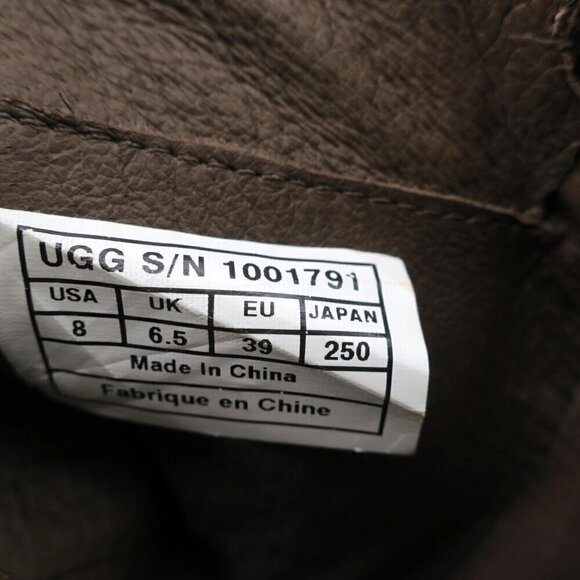 UGG S/N 1001791
USA UK EU JAPAN
8 6.5 39 250
Made In China
Fabrique en Chine